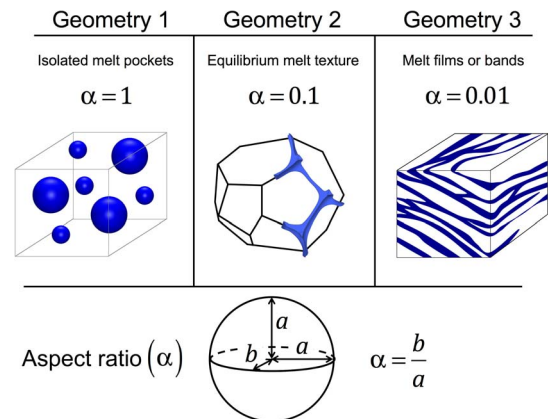 Geometry 1
Geometry 2
Geometry 3
Isolated melt pockets
Equilibrium melt texture
Melt films or bands
α = 1
α = 0.1
α = 0.01
Aspect ratio (α)
a
b
a
α = b/a